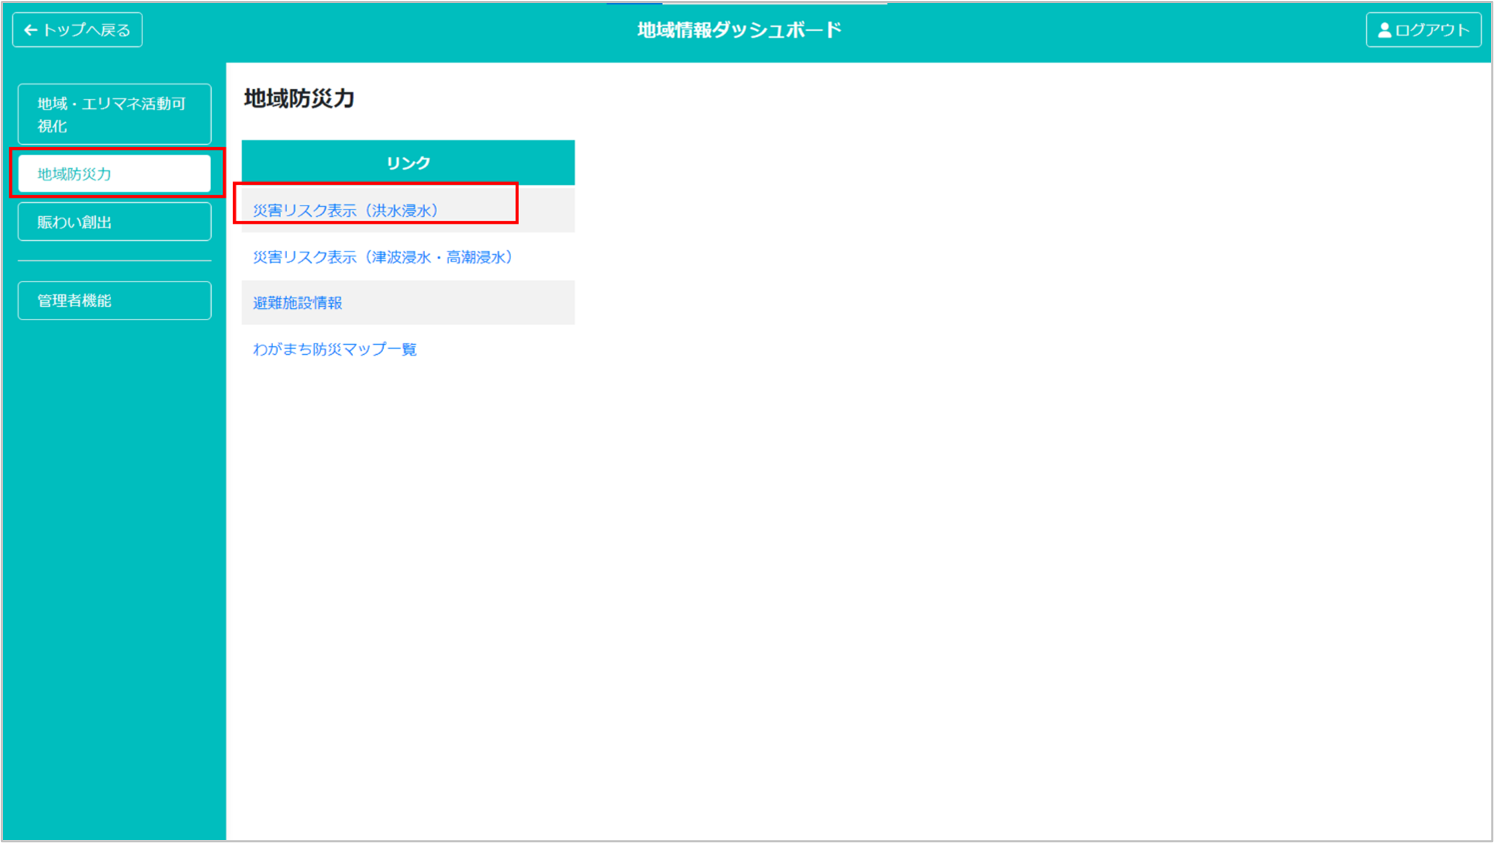 トップへ戻る
地域情報ダッシュボード
ログアウト
地域・エリマネ活動可
視化
地域防災力
賑わい創出
管理者機能
地域防災力
リンク
災害リスク表示（洪水浸水）
災害リスク表示（津波浸水・高潮浸水）
避難施設情報
わがまち防災マップ一覧